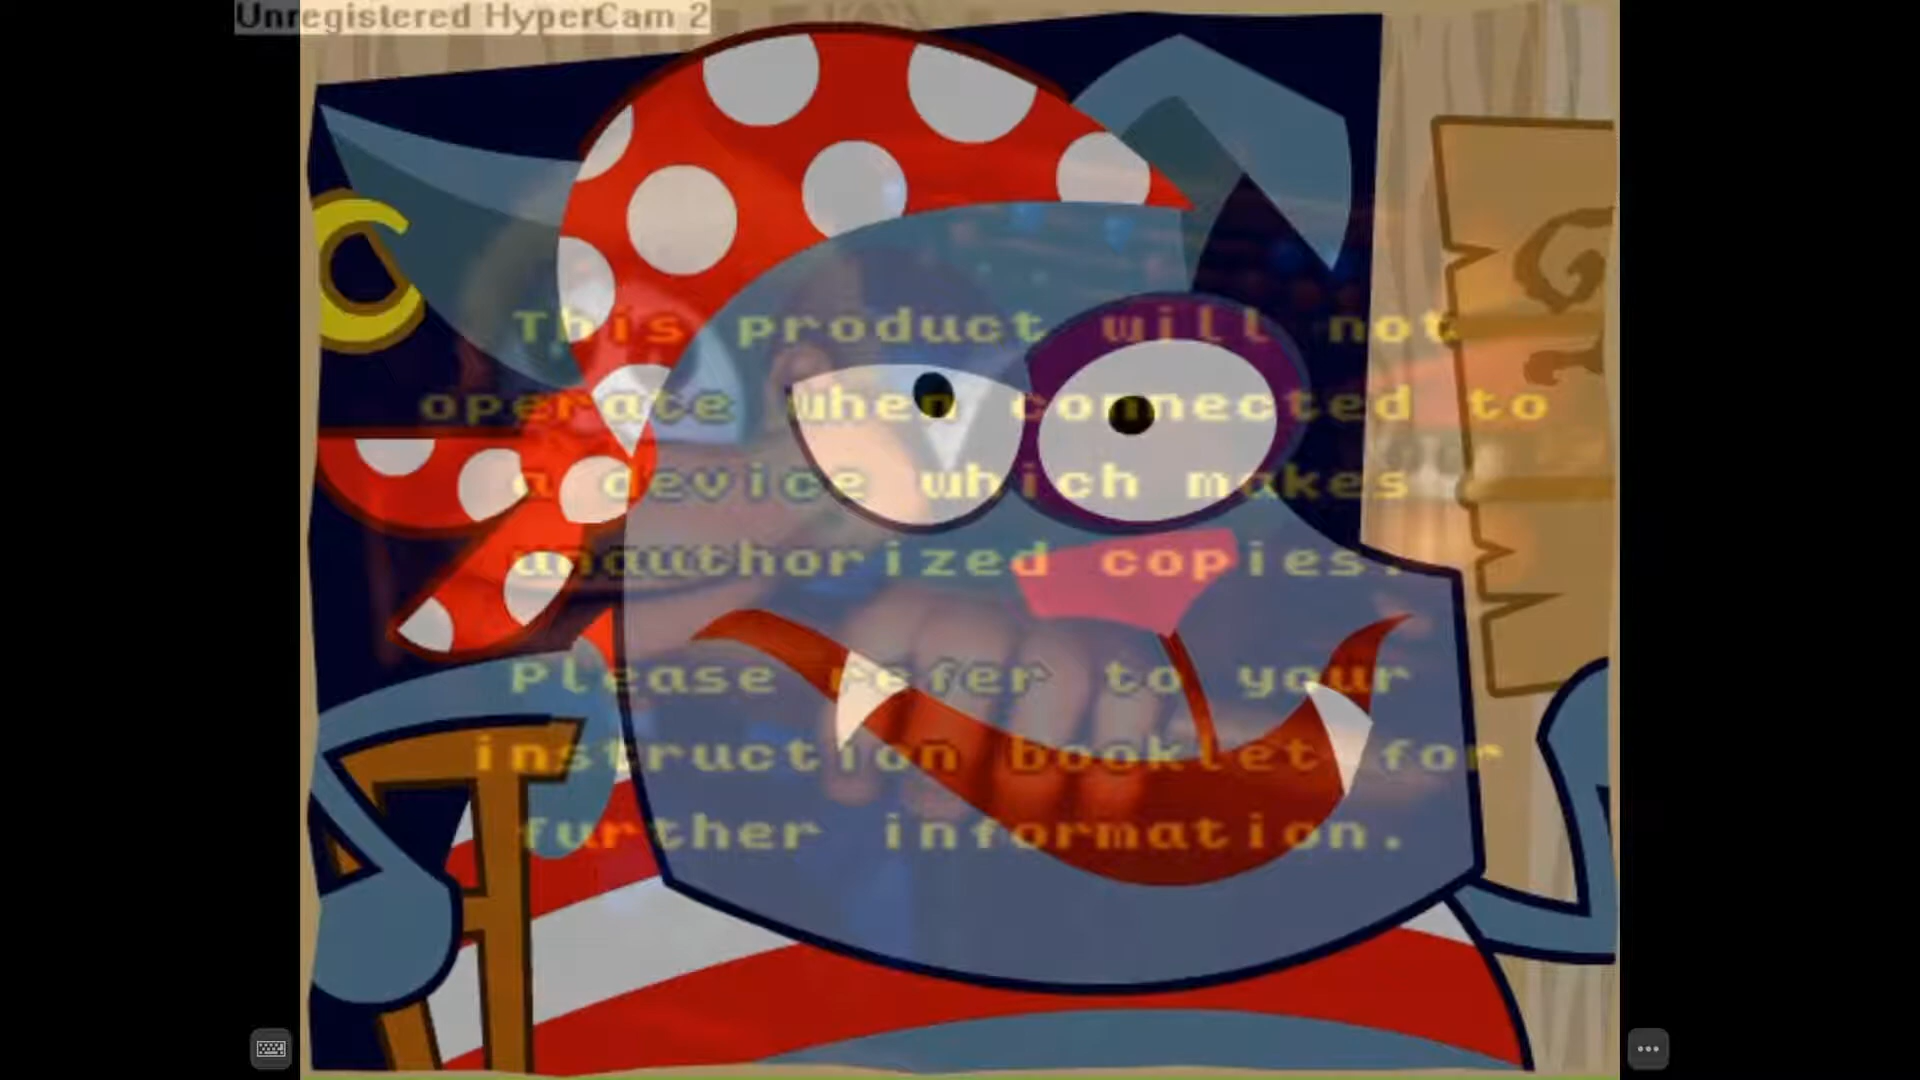 Unregistered HyperCam 2
This product will not
operate when connected to
a device which makes
unauthorized copies.
Please refer to your
instruction booklet for
further information.